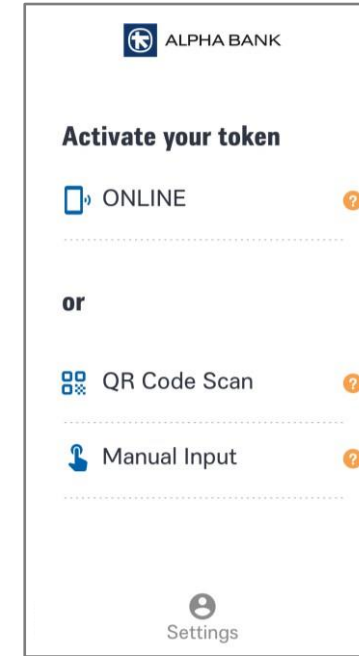 ALPHA BANK
Activate your token
ONLINE ?
or
QR Code Scan ?
Manual Input ?
Settings